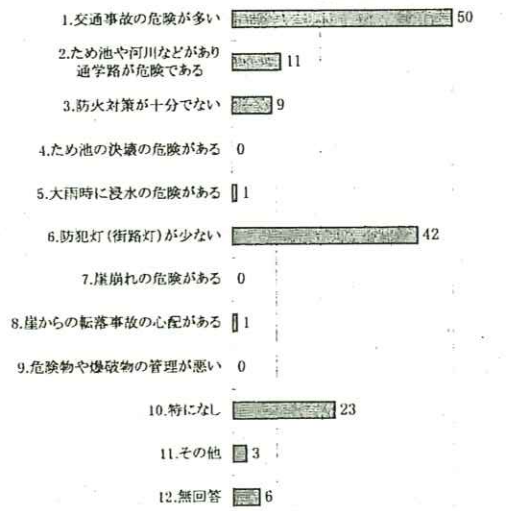 1.交通事故の危険が多い 50
2.ため池や河川などがあり
通学路が危険である 11
3.防火対策が十分でない 9
4.ため池の決壊の危険がある 0
5.大雨時に浸水の危険がある 1
6.防犯灯(街路灯)が少ない 42
7.崖崩れの危険がある 0
8.崖からの転落事故の心配がある 1
9.危険物や爆破物の管理が悪い 0
10.特になし 23
11.その他 3
12.無回答 6